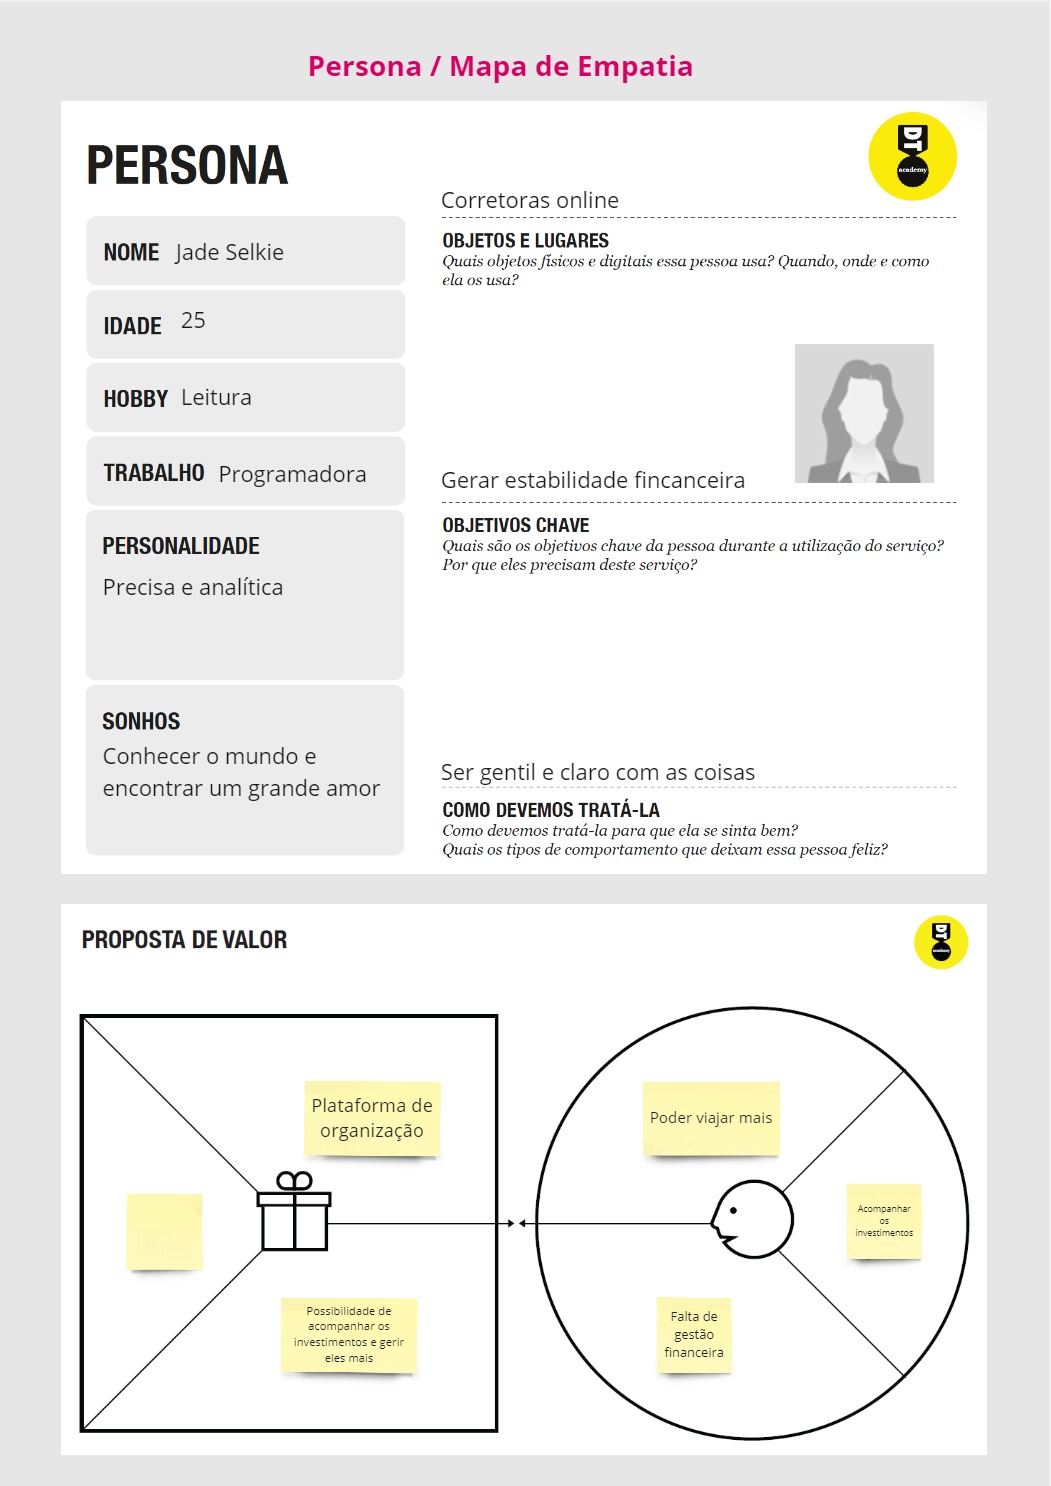 Persona / Mapa de Empatia
PERSONA
DT
academy
NOME Jade Selkie
IDADE 25
HOBBY Leitura
TRABALHO Programadora
PERSONALIDADE
Precisa e analítica
SONHOS
Conhecer o mundo e
encontrar um grande amor
Corretoras online
OBJETOS E LUGARES
Quais objetos físicos e digitais essa pessoa usa? Quando, onde e como
ela os usa?
Gerar estabilidade fincanceira
OBJETIVOS CHAVE
Quais são os objetivos chave da pessoa durante a utilização do serviço?
Por que eles precisam deste serviço?
Ser gentil e claro com as coisas
COMO DEVEMOS TRATÁ-LA
Como devemos tratá-la para que ela se sinta bem?
Quais os tipos de comportamento que deixam essa pessoa feliz?
PROPOSTA DE VALOR
DT
academy
Plataforma de
organização
Possibilidade de
acompanhar os
investimentos e gerir
eles mais
Poder viajar mais
Acompanhar
os
investimentos
Falta de
gestão
financeira